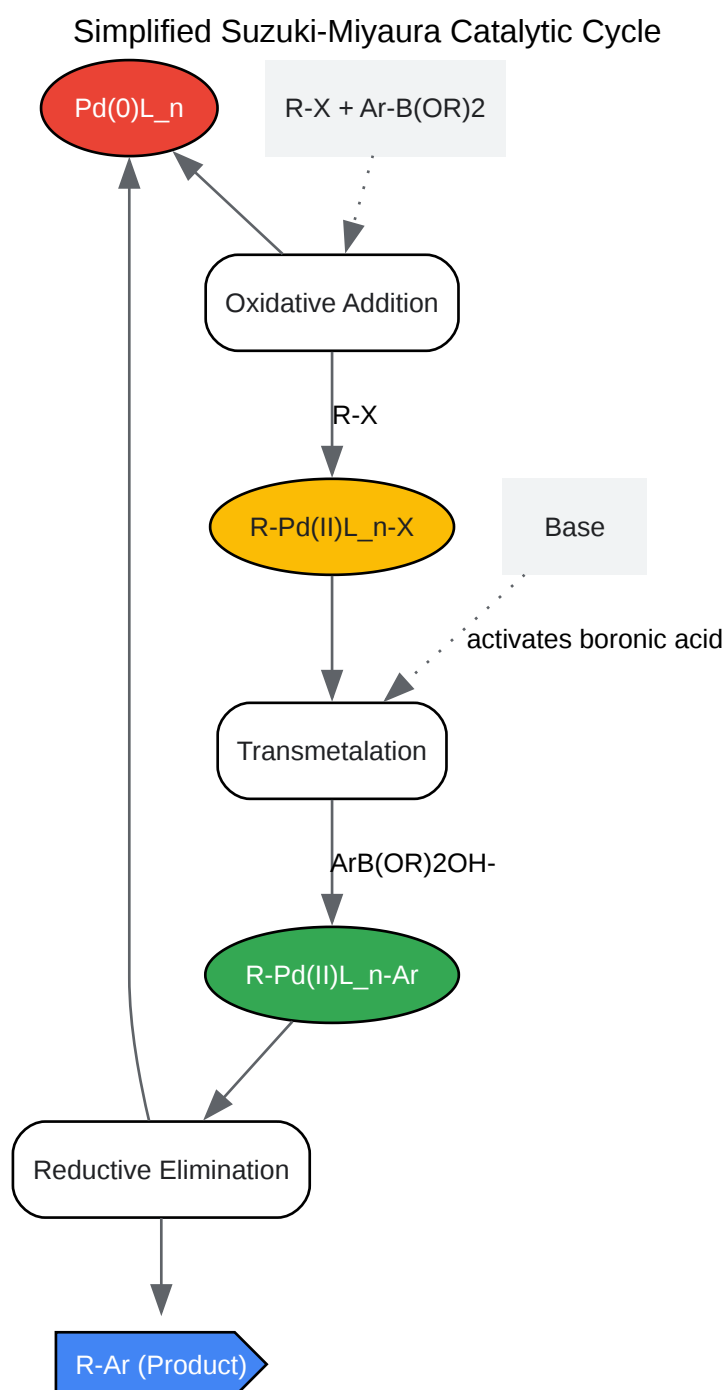 Simplified Suzuki-Miyaura Catalytic Cycle
Pd(0)L_n
R-X + Ar-B(OR)2
Oxidative Addition
R-X
R-Pd(II)L_n-X
Base
activates boronic acid
Transmetalation
ArB(OR)2OH-
R-Pd(II)L_n-Ar
Reductive Elimination
R-Ar (Product)